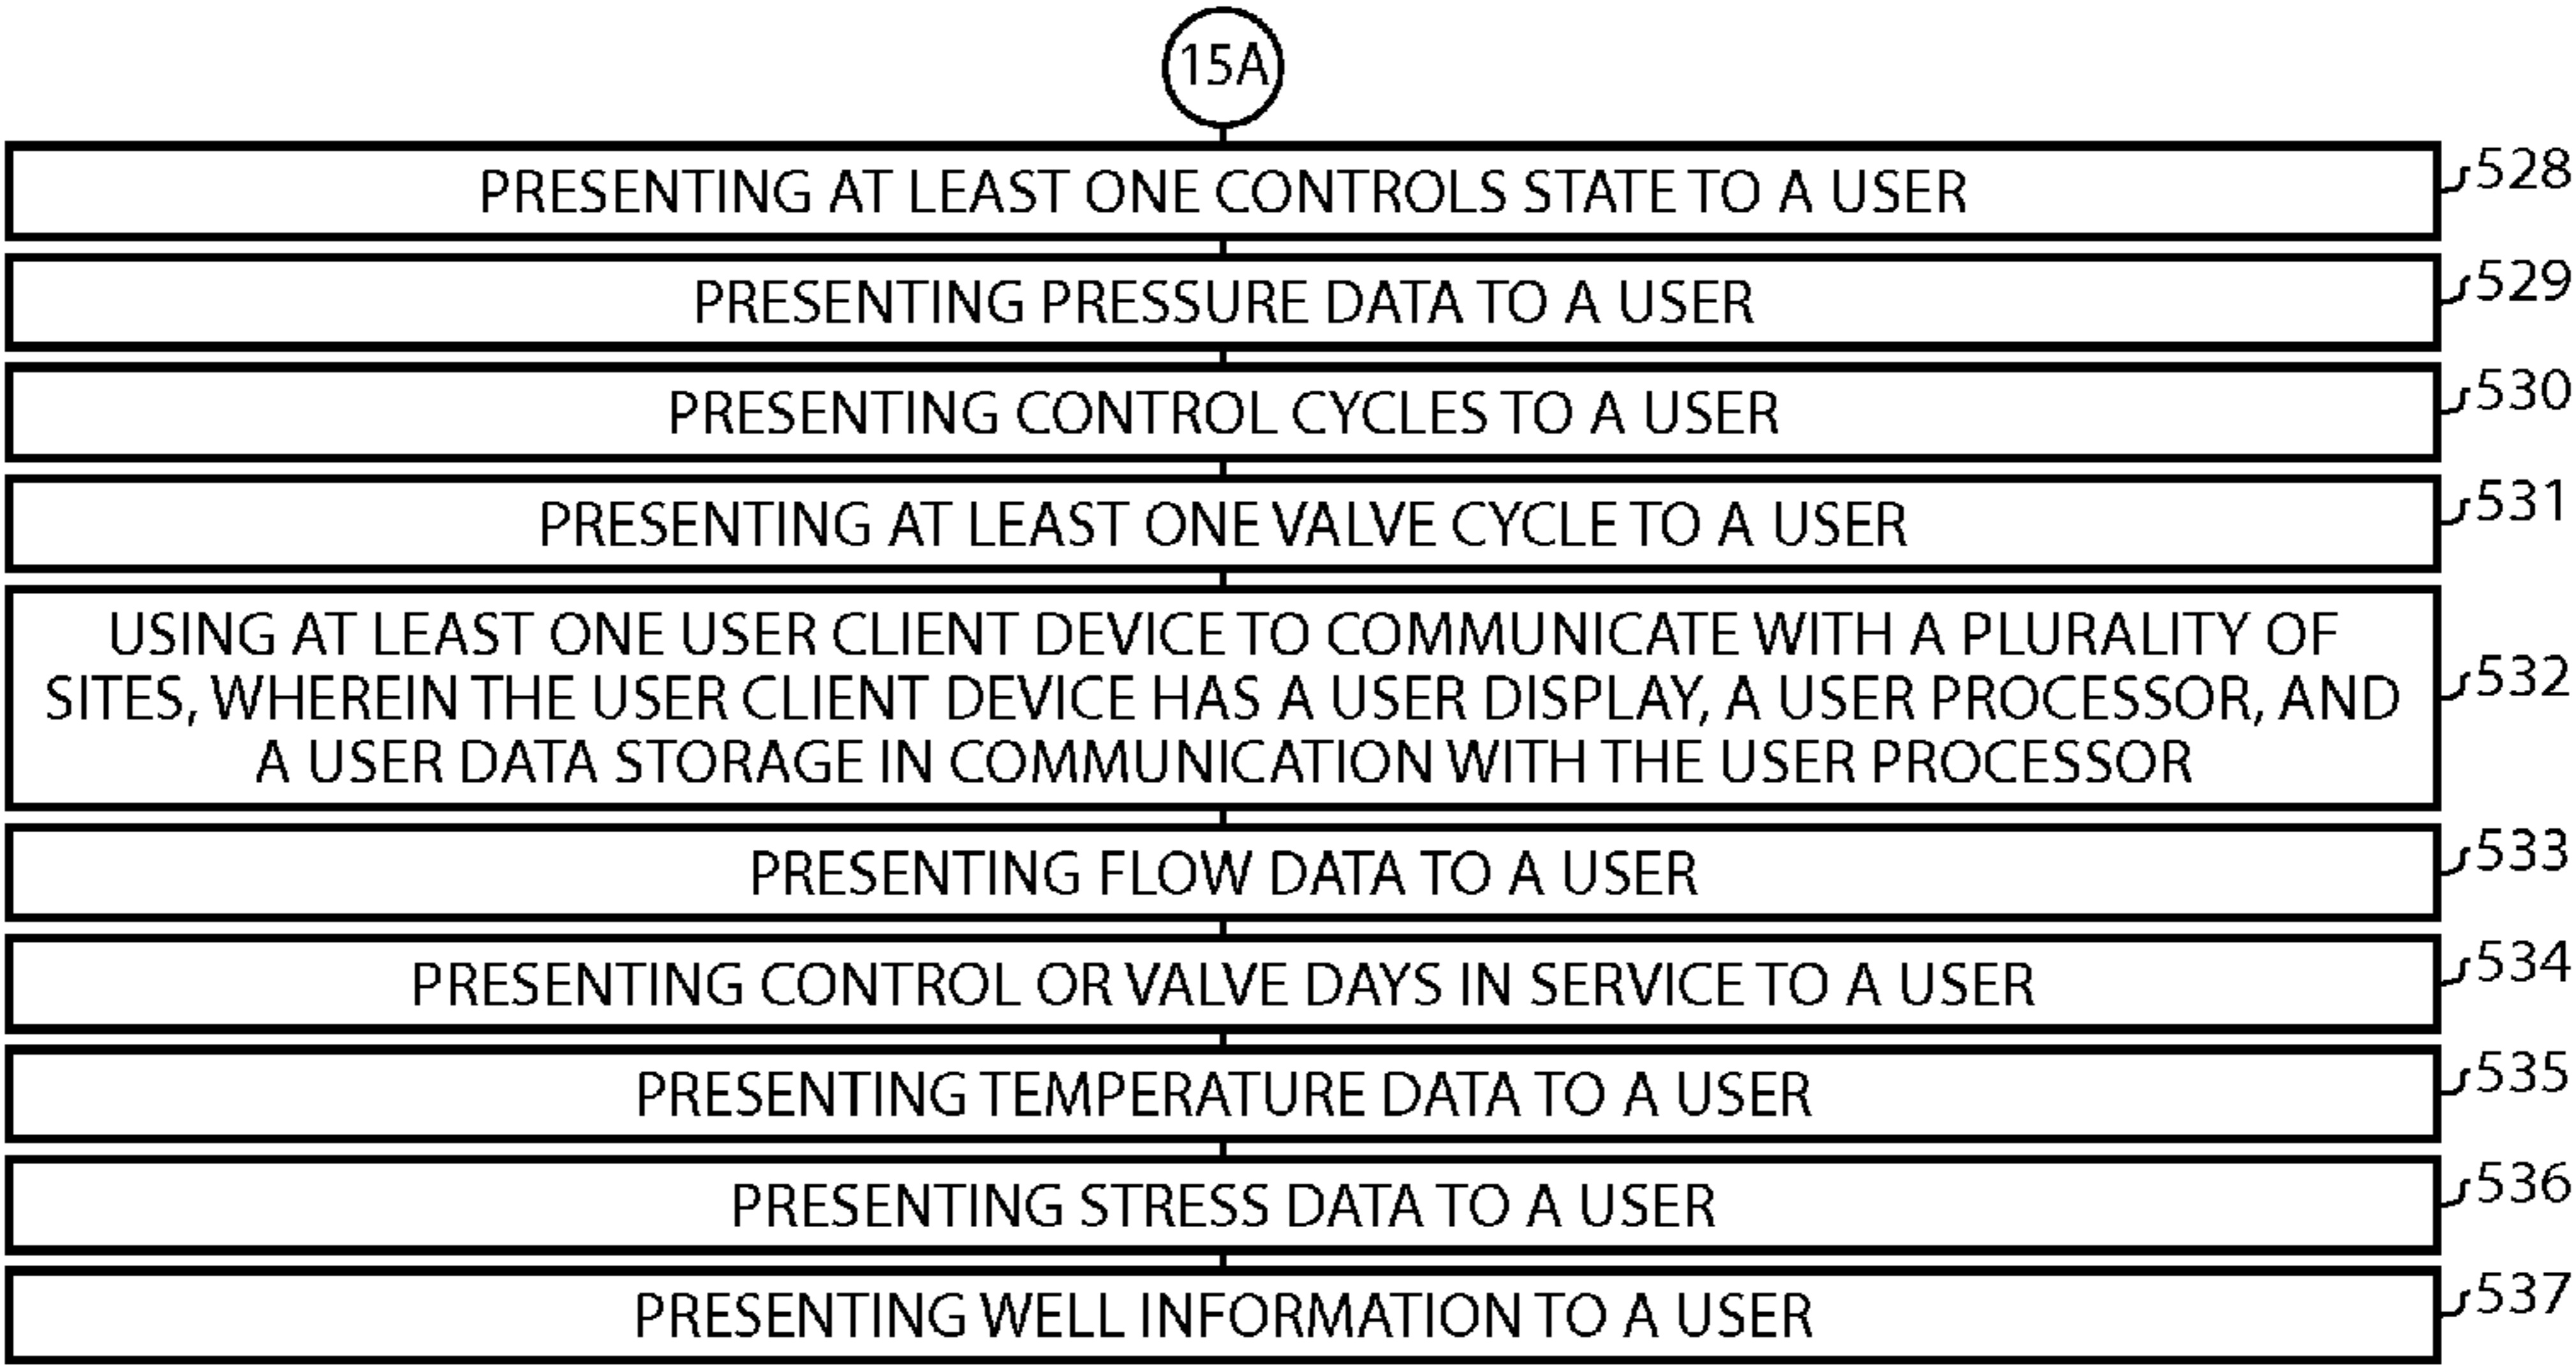 15A
PRESENTING AT LEAST ONE CONTROLS STATE TO A USER
528
PRESENTING PRESSURE DATA TO A USER
529
PRESENTING CONTROL CYCLES TO A USER
530
PRESENTING AT LEAST ONE VALVE CYCLE TO A USER
531
USING AT LEAST ONE USER CLIENT DEVICE TO COMMUNICATE WITH A PLURALITY OF
SITES, WHEREIN THE USER CLIENT DEVICE HAS A USER DISPLAY, A USER PROCESSOR, AND
A USER DATA STORAGE IN COMMUNICATION WITH THE USER PROCESSOR
532
PRESENTING FLOW DATA TO A USER
533
PRESENTING CONTROL OR VALVE DAYS IN SERVICE TO A USER
534
PRESENTING TEMPERATURE DATA TO A USER
535
PRESENTING STRESS DATA TO A USER
536
PRESENTING WELL INFORMATION TO A USER
537